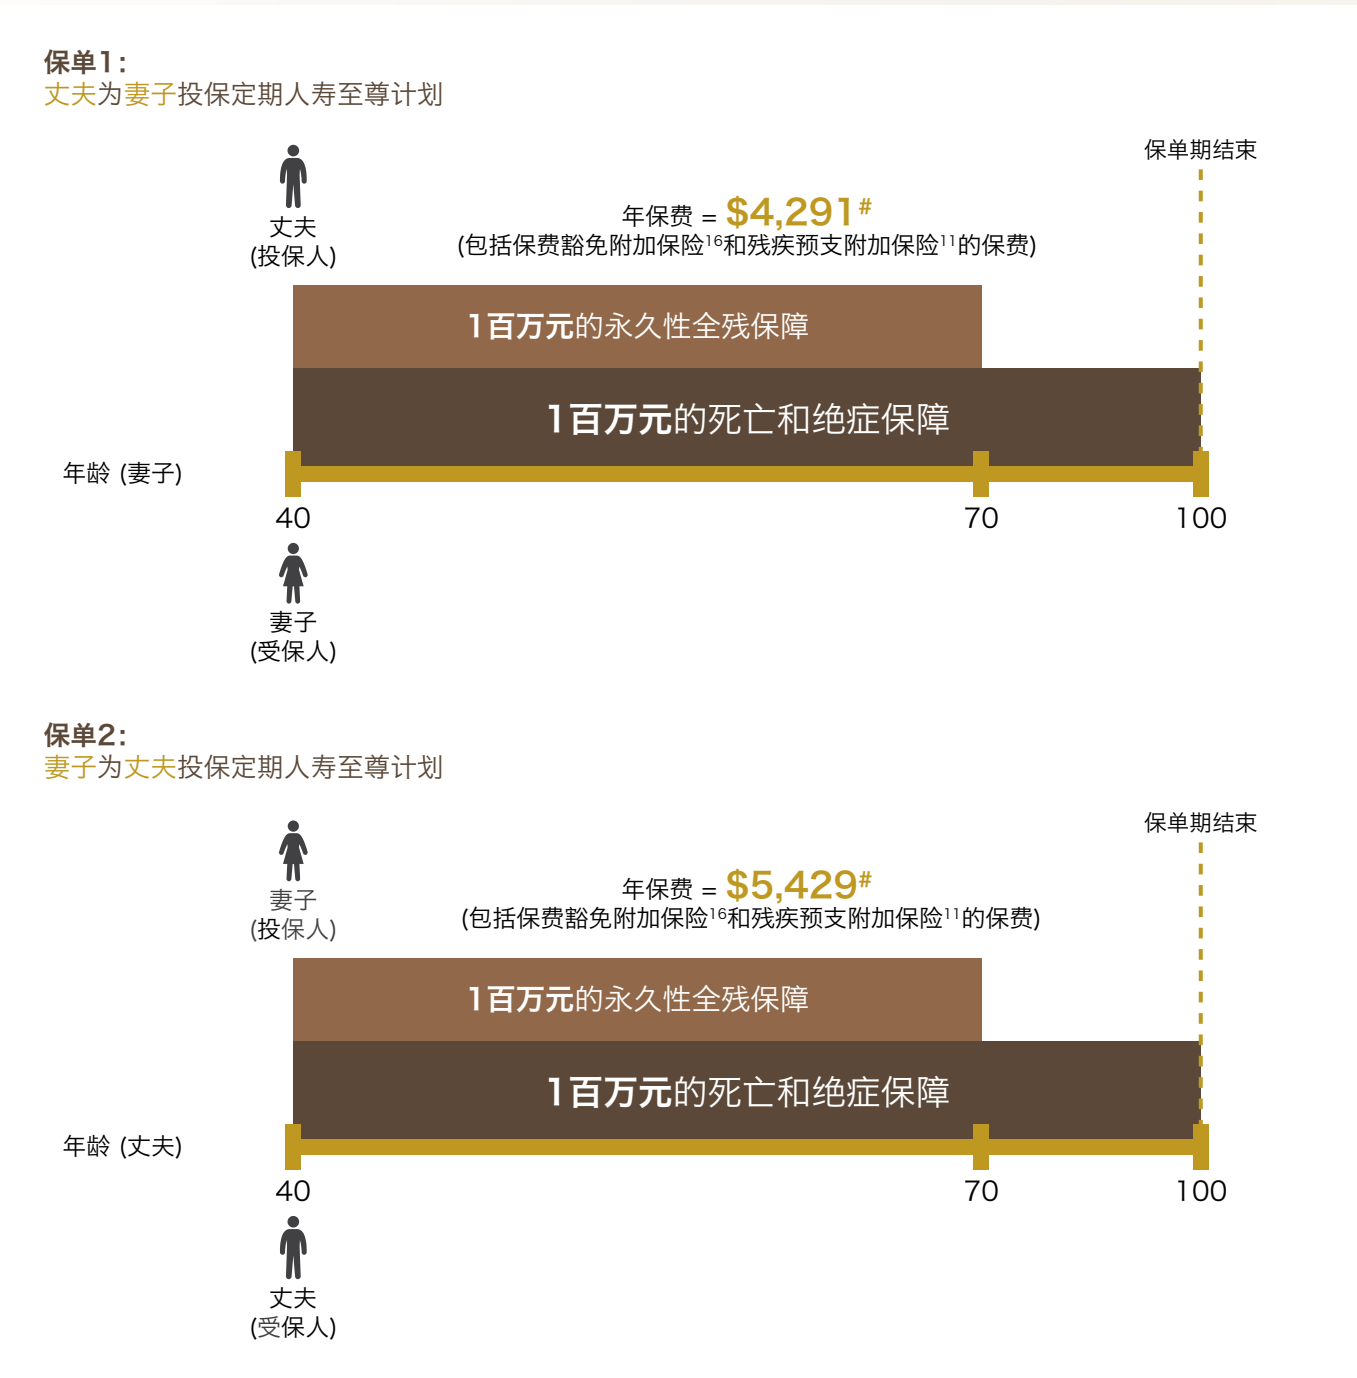 保单1：
丈夫为妻子投保定期人寿至尊计划
保单期结束
丈夫
(投保人)
年保费 = $4,291#
(包括保费豁免附加保险16和残疾预支附加保险11的保费)
1百万元的永久性全残保障
1百万元的死亡和绝症保障
年龄 (妻子)
40 70 100
妻子
(受保人)
保单2：
妻子为丈夫投保定期人寿至尊计划
保单期结束
妻子
(投保人)
年保费 = $5,429#
(包括保费豁免附加保险16和残疾预支附加保险11的保费)
1百万元的永久性全残保障
1百万元的死亡和绝症保障
年龄 (丈夫)
40 70 100
丈夫
(受保人)